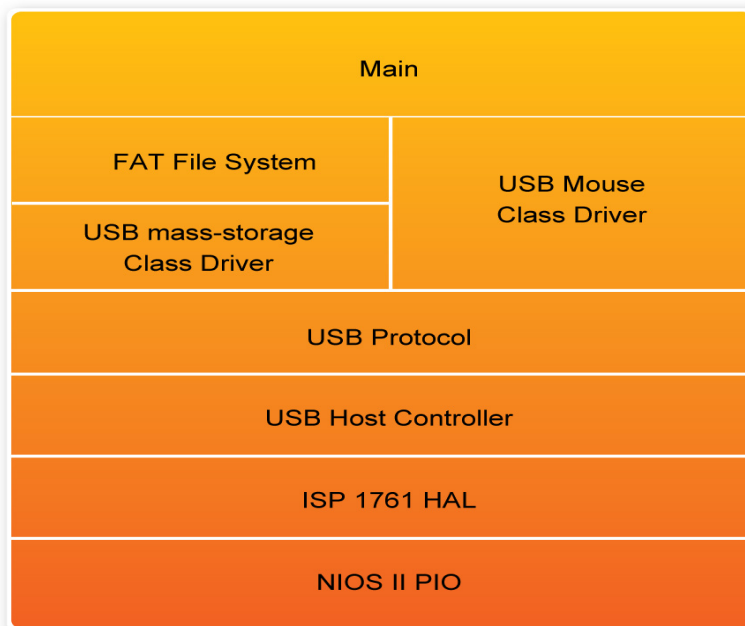 Main
FAT File System
USB mass-storage
Class Driver
USB Mouse
Class Driver
USB Protocol
USB Host Controller
ISP 1761 HAL
NIOS II PIO